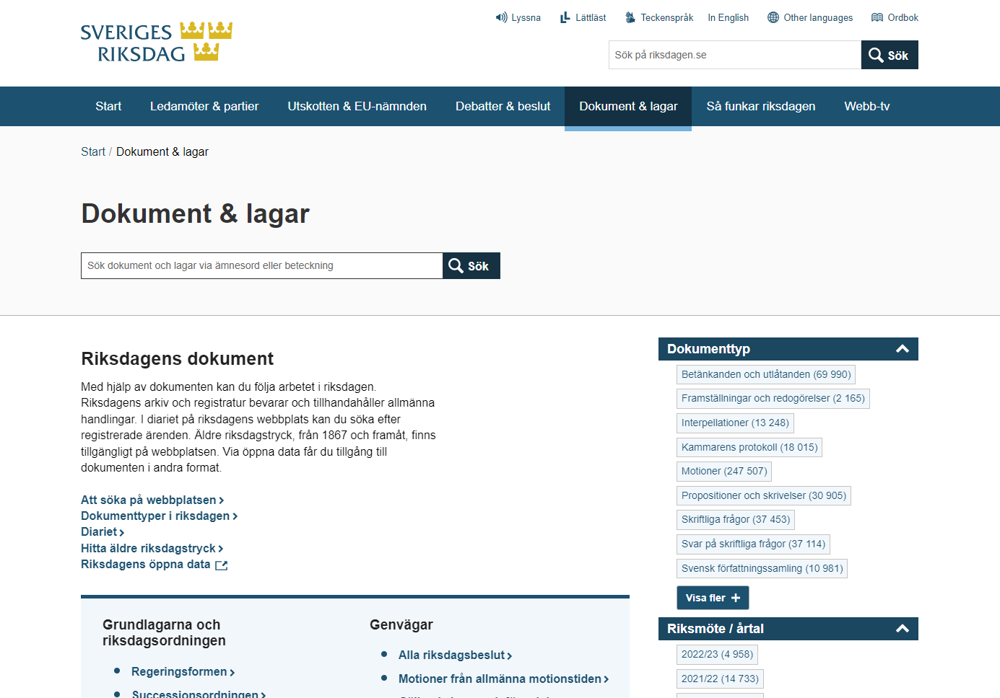 Lyssna
Lättläst
Teckenspråk
In English
Other languages
Ordbok
SVERIGES
RIKSDAG
Sök på riksdagen.se
Sök
Start
Ledamöter & partier
Utskotten & EU-nämnden
Debatter & beslut
Dokument & lagar
Så funkar riksdagen
Webb-tv
Start / Dokument & lagar
Dokument & lagar
Sök dokument och lagar via ämnesord eller beteckning
Sök
Riksdagens dokument
Med hjälp av dokumenten kan du följa arbetet i riksdagen.
Riksdagens arkiv och registratur bevarar och tillhandahåller allmänna
handlingar. I diariet på riksdagens webbplats kan du söka efter
registrerade ärenden. Äldre riksdagstryck, från 1867 och framåt, finns
tillgängligt på webbplatsen. Via öppna data får du tillgång till
dokumenten i andra format.
Att söka på webbplatsen
Dokumenttyper i riksdagen
Diariet
Hitta äldre riksdagstryck
Riksdagens öppna data
Grundlagarna och
riksdagsordningen
Regeringsformen
Successionsordningen
Genvägar
Alla riksdagsbeslut
Motioner från allmänna motionstiden
Dokumenttyp
Betänkanden och utlåtanden (69 990)
Framställningar och redogörelser (2 165)
Interpellationer (13 248)
Kammarens protokoll (18 015)
Motioner (247 507)
Propositioner och skrivelser (30 905)
Skriftliga frågor (37 453)
Svar på skriftliga frågor (37 114)
Svensk författningssamling (10 981)
Visa fler
Riksmöte / årtal
2022/23 (4 958)
2021/22 (14 733)